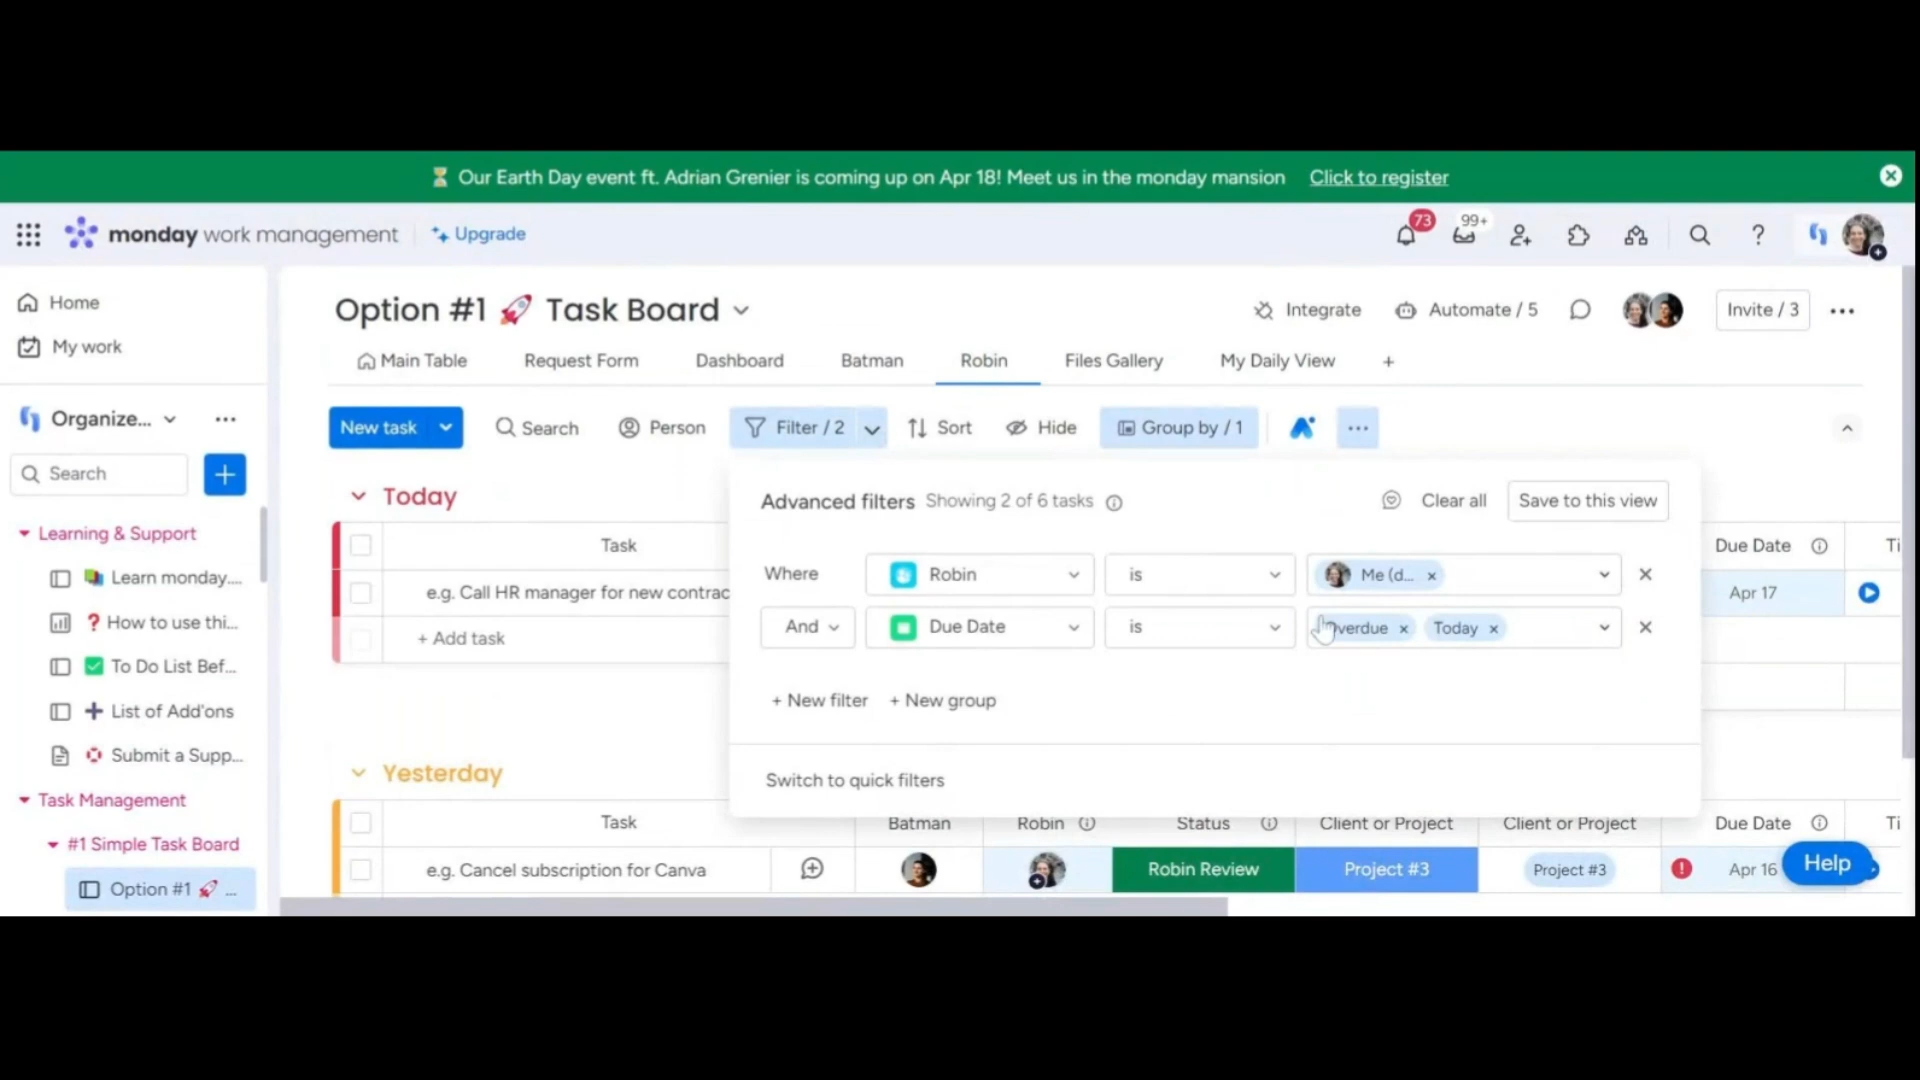 Our Earth Day event ft. Adrian Grenier is coming up on Apr 18! Meet us in the monday mansion Click to register
monday work management Upgrade 73 99+ ?
Home
My work
Organize...
Search
Learning & Support
Learn monday....
How to use thi...
To Do List Bef...
List of Add'ons
Submit a Supp...
Task Management
#1 Simple Task Board
Option #1 ...
Option #1 Task Board Integrate Automate / 5 Invite / 3
Main Table Request Form Dashboard Batman Robin Files Gallery My Daily View +
New task Search Person Filter / 2 Sort Hide Group by / 1
Today
Task
e.g. Call HR manager for new contrac
+ Add task
Advanced filters Showing 2 of 6 tasks Clear all Save to this view
Where Robin is Me (d...
And Due Date is Overdue Today
+ New filter + New group
Switch to quick filters
Due Date Ti
Apr 17
Yesterday
Task Batman Robin Status Client or Project Client or Project Due Date Ti
e.g. Cancel subscription for Canva Robin Review Project #3 Project #3 Apr 16
Help